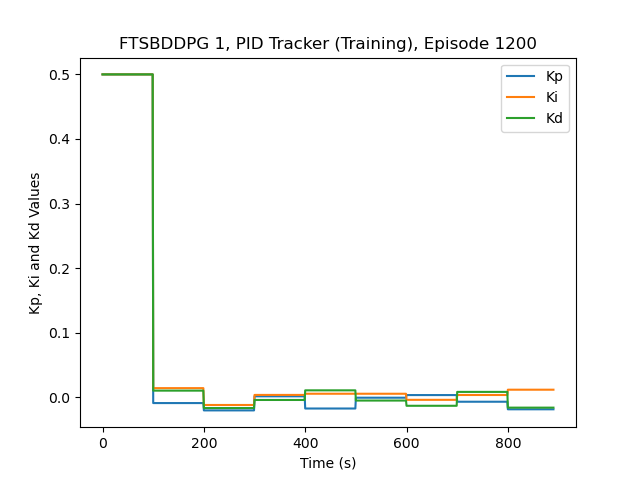 FTSBDDPG 1, PID Tracker (Training), Episode 1200
Kp
Ki
Kd
Kp, Ki and Kd Values
0.5
0.4
0.3
0.2
0.1
0.0
0
200
400
600
800
Time (s)